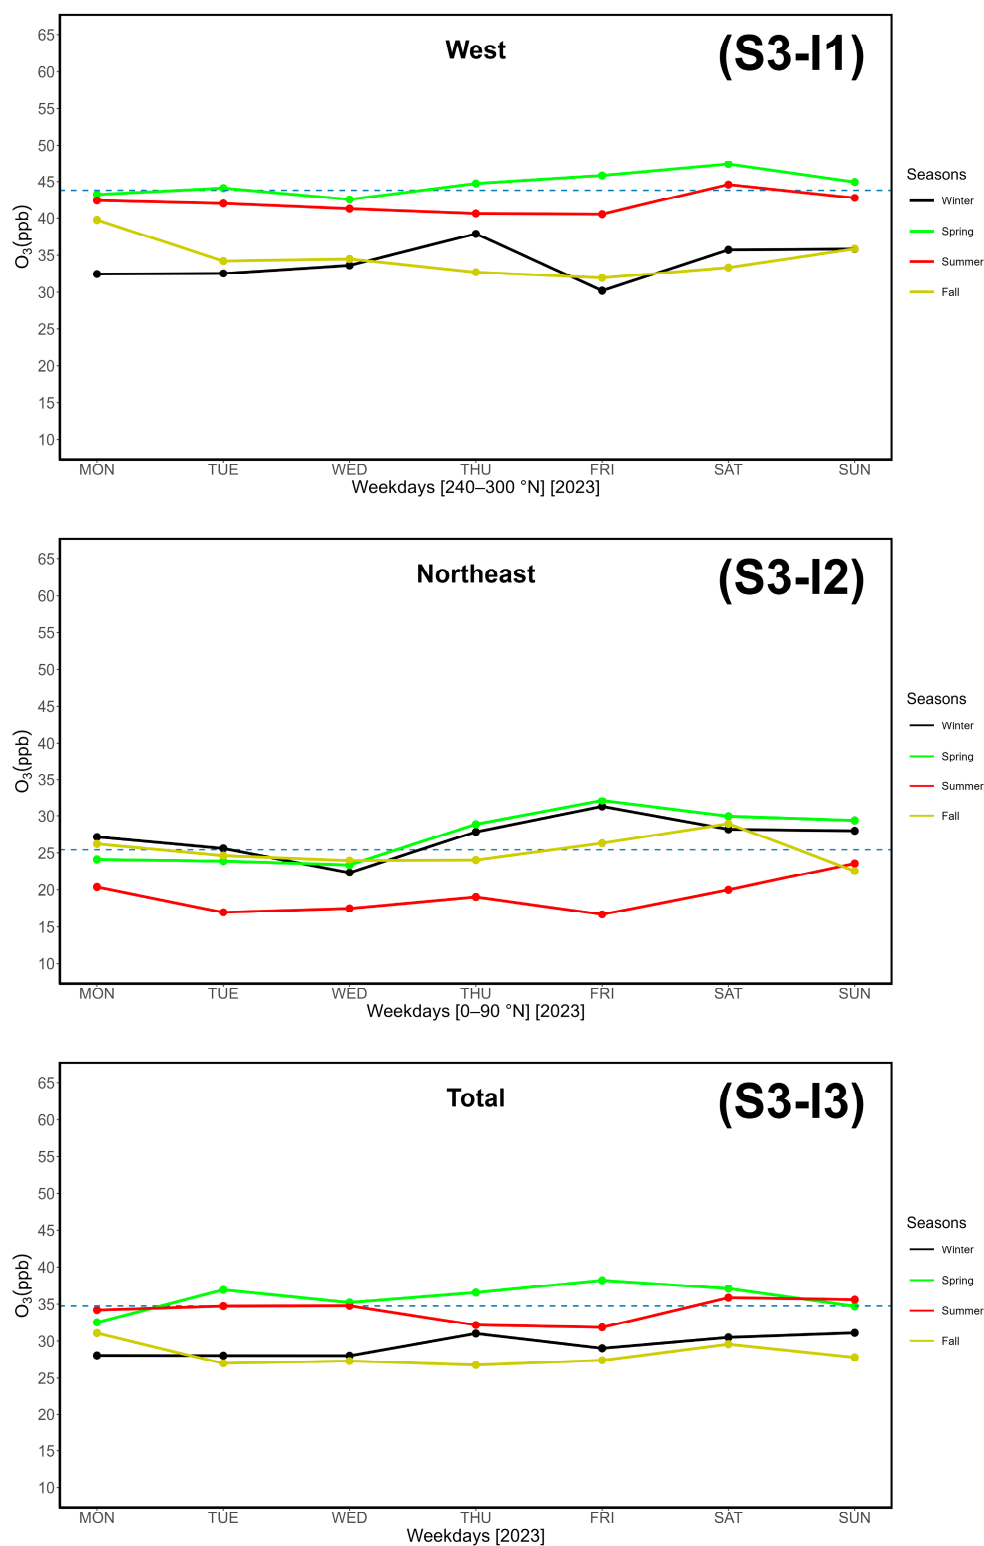 West
(S3-I1)
65
60
55
50
45
40
35
30
25
20
15
10
O3(ppb)
MON TUE WED THU FRI SAT SUN
Weekdays [240–300 °N] [2023]
Seasons
Winter
Spring
Summer
Fall
Northeast
(S3-I2)
65
60
55
50
45
40
35
30
25
20
15
10
O3(ppb)
MON TUE WED THU FRI SAT SUN
Weekdays [0–90 °N] [2023]
Seasons
Winter
Spring
Summer
Fall
Total
(S3-I3)
65
60
55
50
45
40
35
30
25
20
15
10
O3(ppb)
MON TUE WED THU FRI SAT SUN
Weekdays [2023]
Seasons
Winter
Spring
Summer
Fall